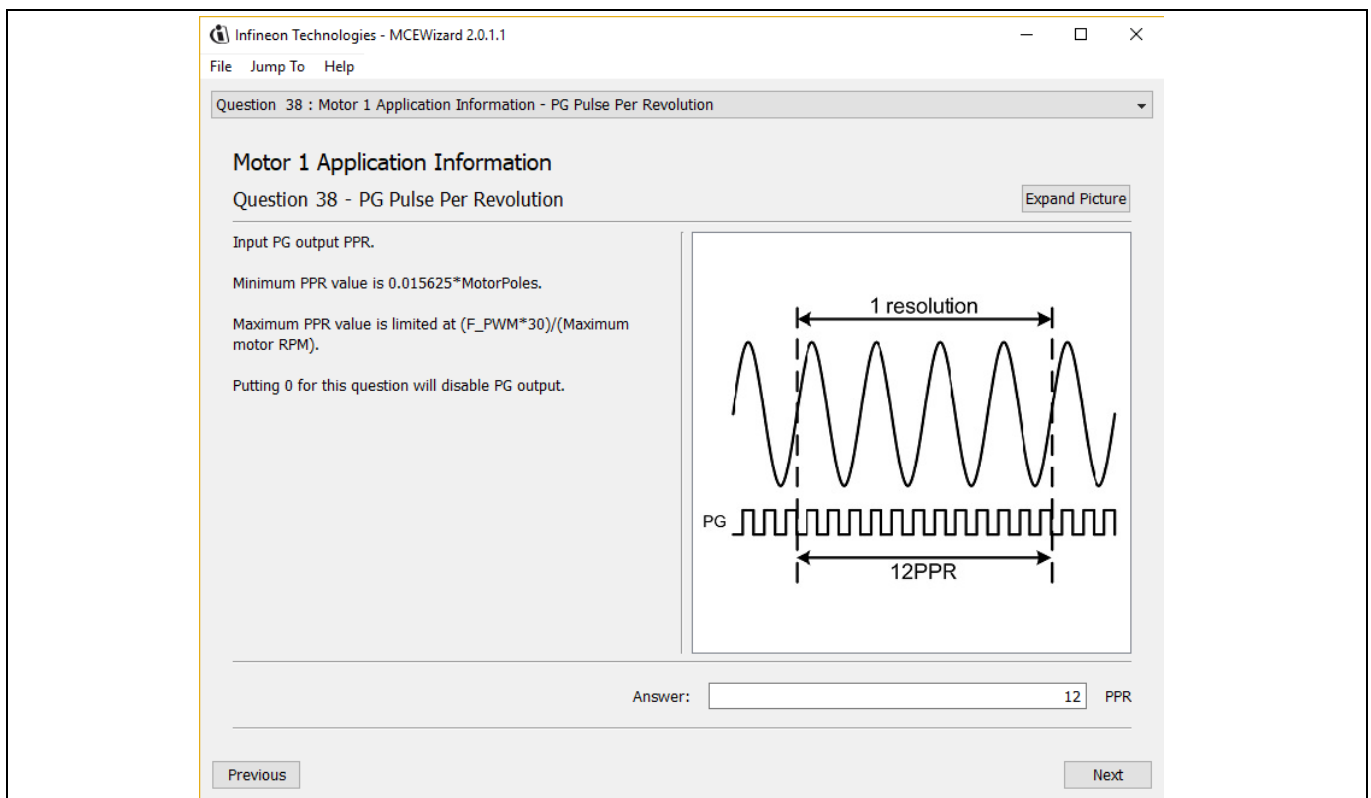 Infineon Technologies - MCEWizard 2.0.1.1
File Jump To Help
Question 38 : Motor 1 Application Information - PG Pulse Per Revolution
Motor 1 Application Information
Question 38 - PG Pulse Per Revolution
Expand Picture
Input PG output PPR.
Minimum PPR value is 0.015625*MotorPoles.
Maximum PPR value is limited at (F_PWM*30)/(Maximum
motor RPM).
Putting 0 for this question will disable PG output.
1 resolution
PG
12PPR
Answer: 12 PPR
Previous Next